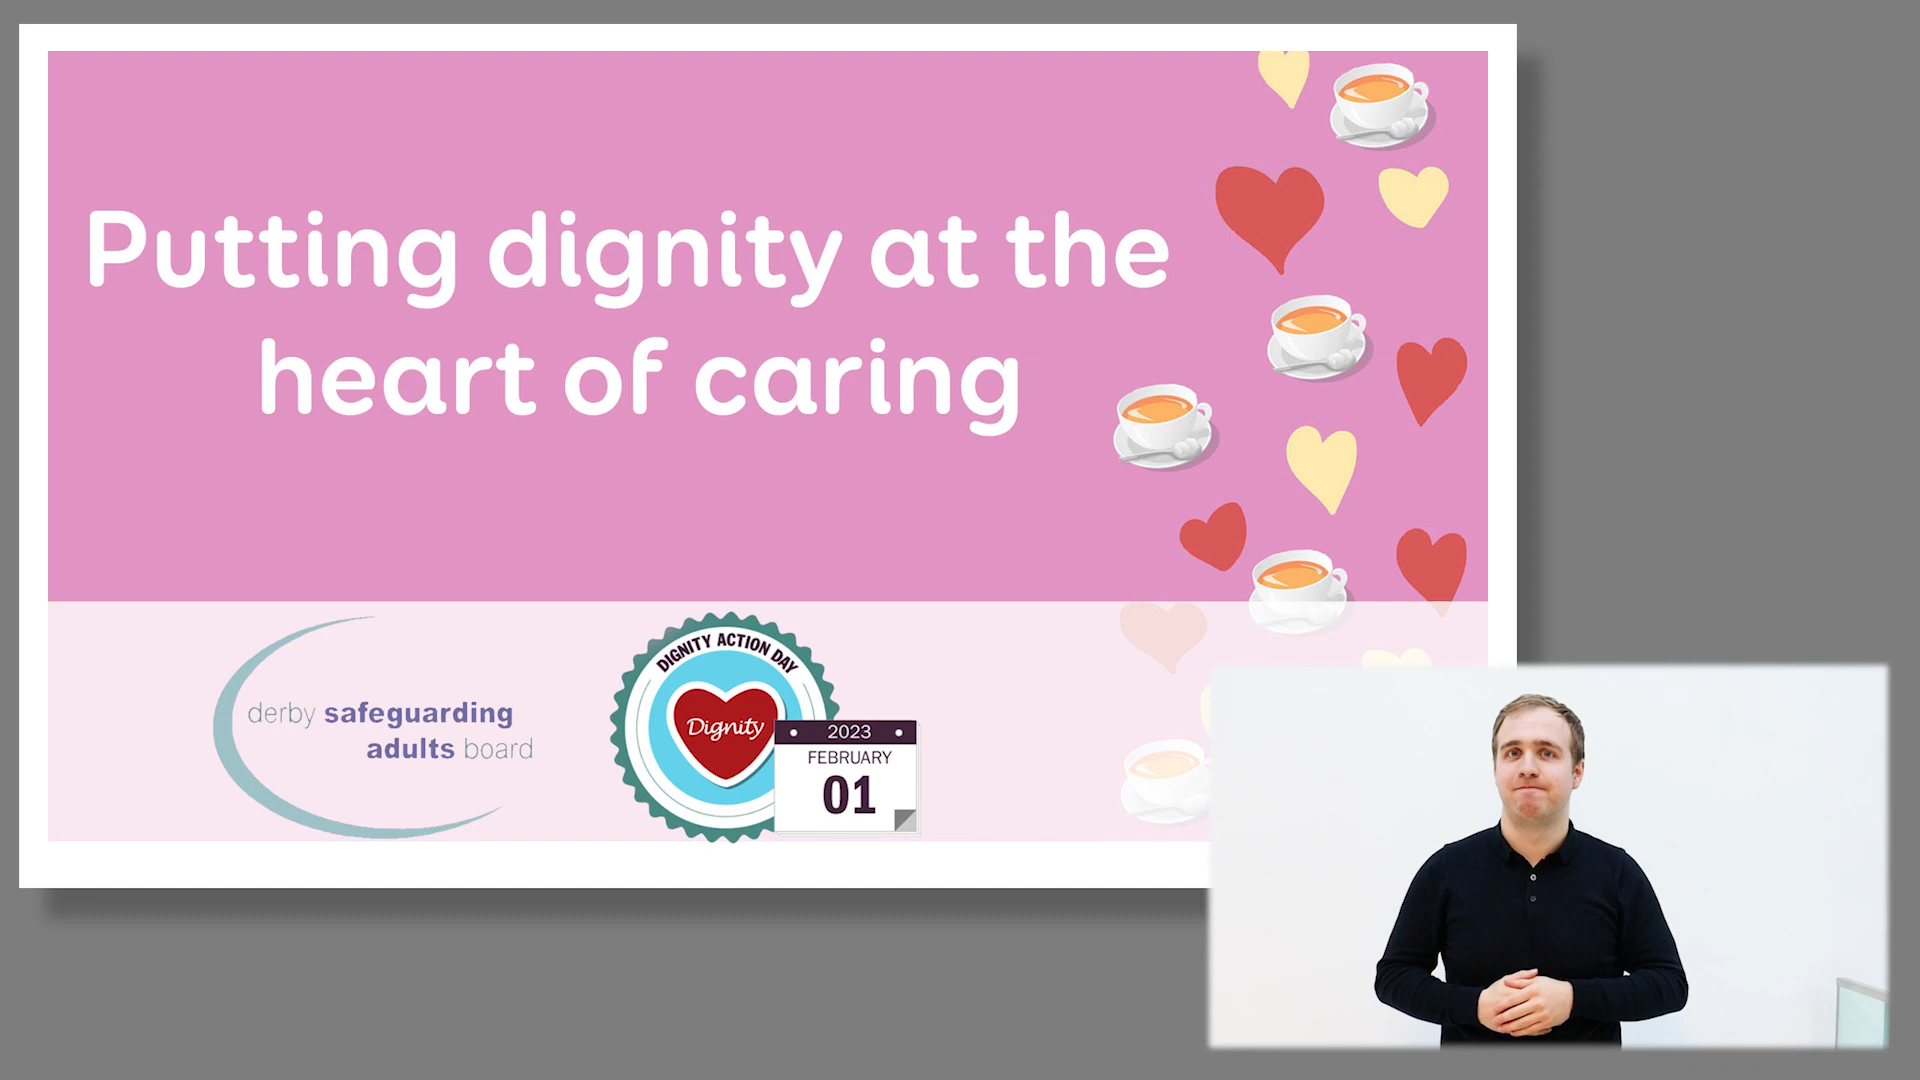 Putting dignity at the
heart of caring
derby safeguarding
adults board
DIGNITY ACTION DAY
Dignity
2023
FEBRUARY
01